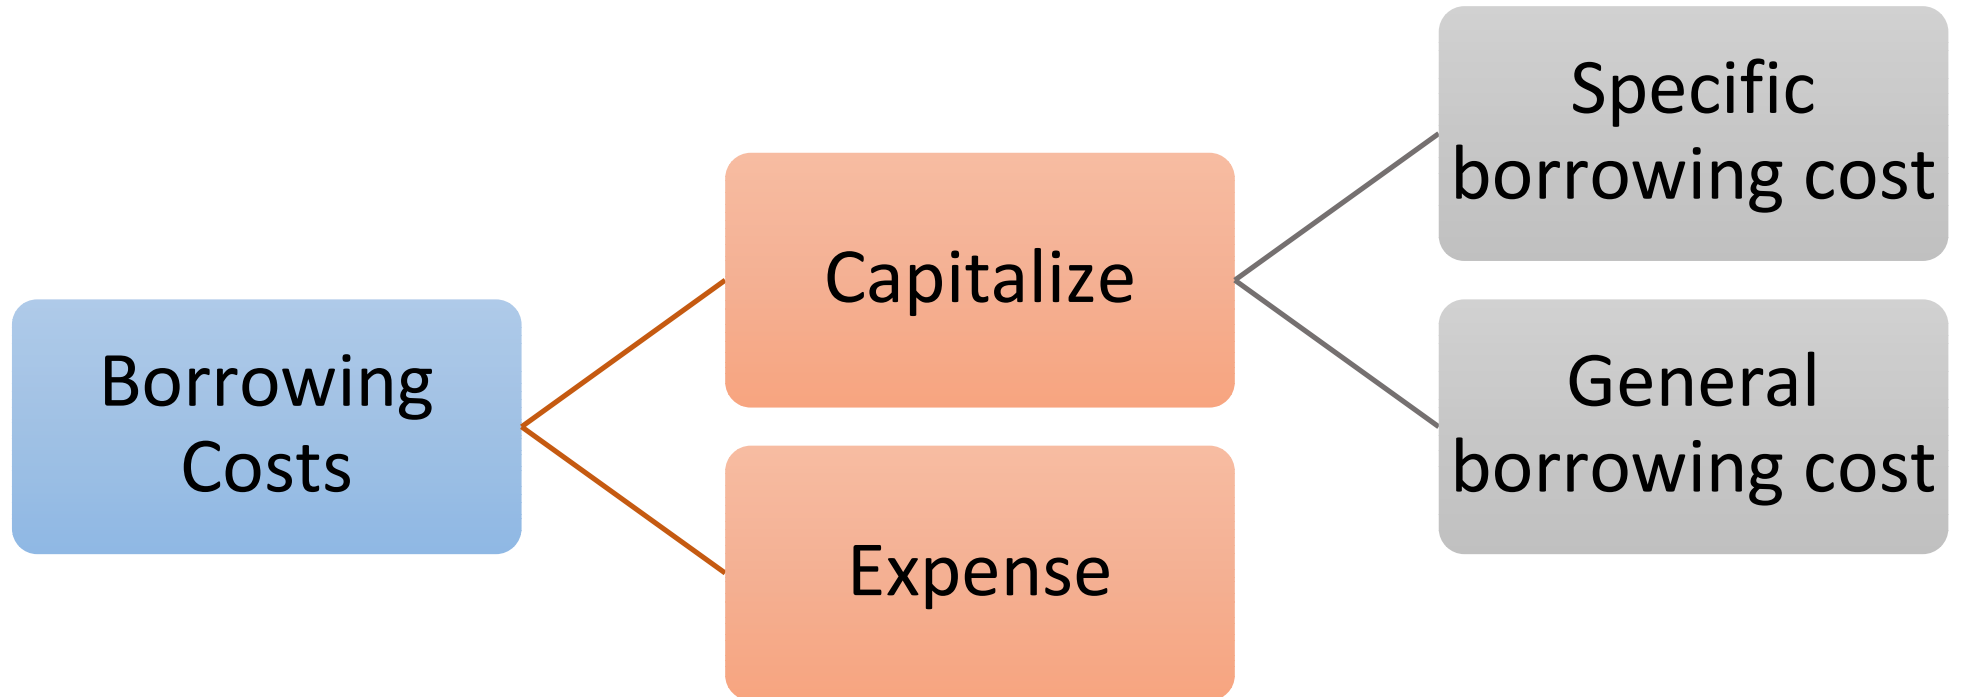 Borrowing
Costs
Capitalize
Expense
Specific
borrowing cost
General
borrowing cost